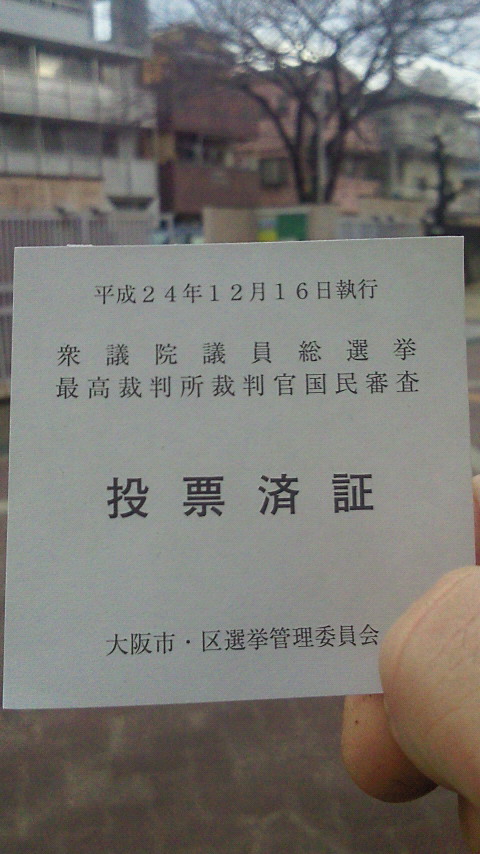 平成２４年１２月１６日執行
衆議院議員総選挙
最高裁判所裁判官国民審査
投票済証
大阪市・区選挙管理委員会